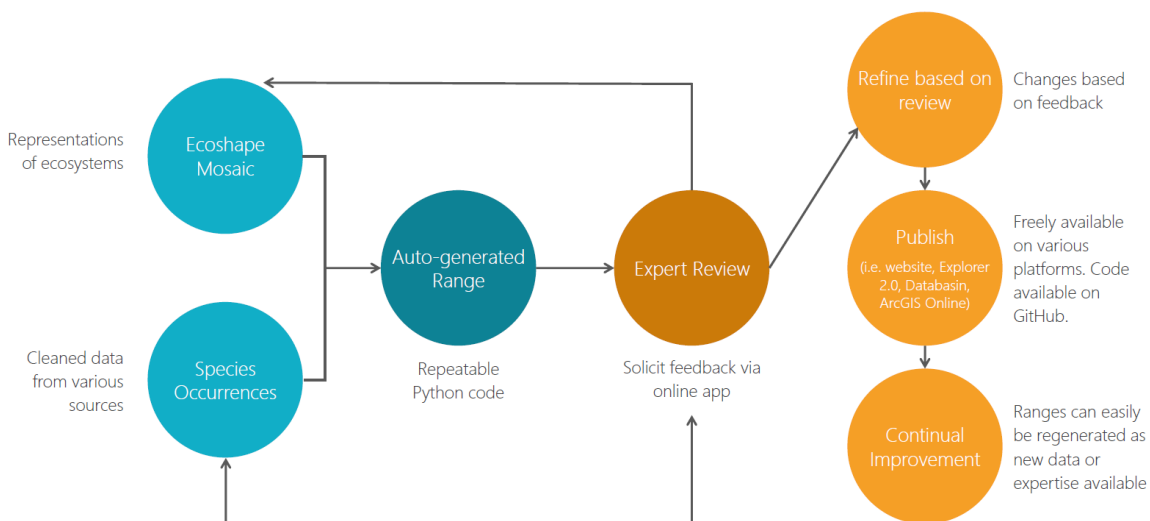 Representations
of ecosystems
Ecoshape
Mosaic
Cleaned data
from various
sources
Species
Occurrences
Auto-generated
Range
Repeatable
Python code
Expert Review
Solicit feedback via
online app
Refine based on
review
Changes based
on feedback
Publish
(i.e. website, Explorer
2.0, Databasin,
ArcGIS Online)
Freely available
on various
platforms. Code
available on
GitHub.
Continual
Improvement
Ranges can easily
be regenerated as
new data or
expertise available